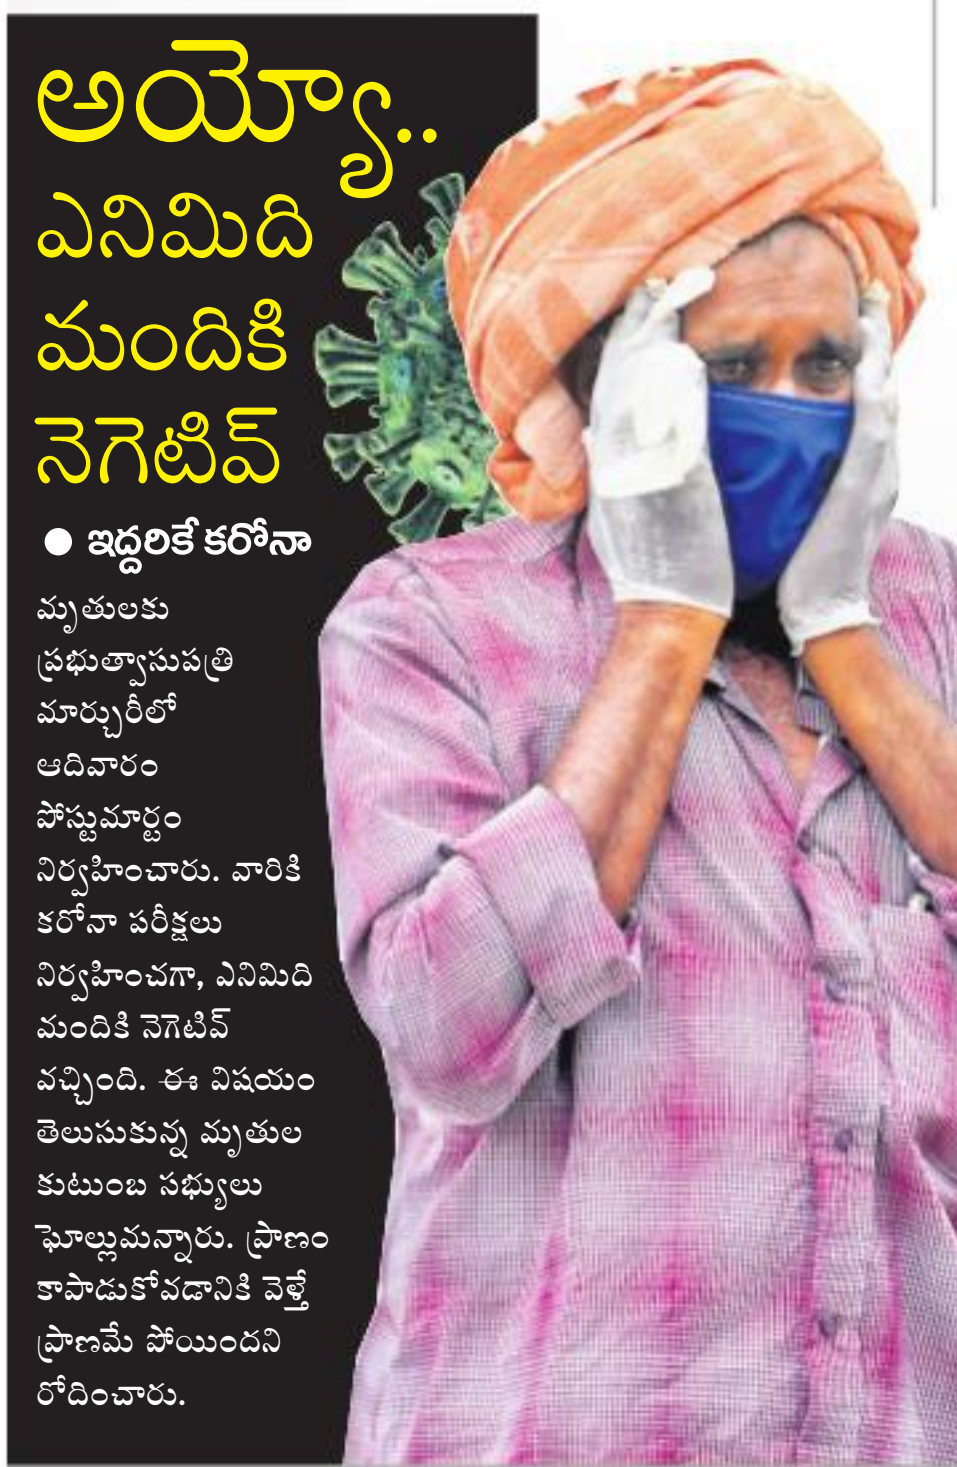 అయ్యో..
ఎనిమిది
మందికి
నెగెటివ్
● ఇద్దరికే కరోనా
మృతులకు
ప్రభుత్వాసుపత్రి
మార్చురీలో
ఆదివారం
పోస్టుమార్టం
నిర్వహించారు. వారికి
కరోనా పరీక్షలు
నిర్వహించగా, ఎనిమిది
మందికి నెగెటివ్
వచ్చింది. ఈ విషయం
తెలుసుకున్న మృతుల
కుటుంబ సభ్యులు
ఘొల్లుమన్నారు. ప్రాణం
కాపాడుకోవడానికి వెళ్తే
ప్రాణమే పోయిందని
రోదించారు.